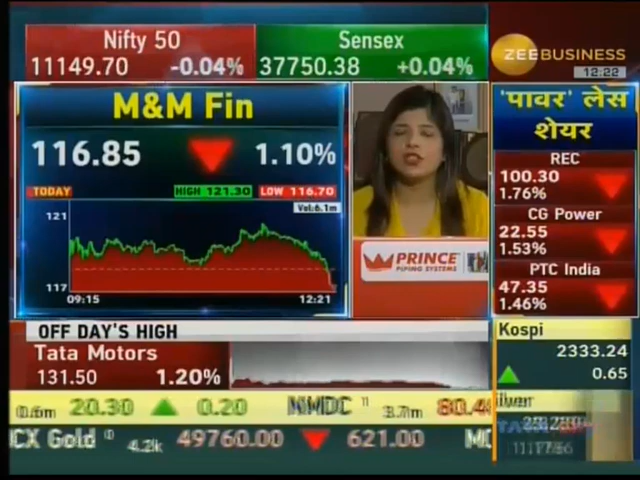 Nifty 50
11149.70 -0.04%
Sensex
37750.38 +0.04%
ZEEBUSINESS
12:22
M&M Fin
116.85 1.10%
TODAY HIGH 121.30 LOW 116.70
Vol:6.1m
121
117
09:15 12:21
PRINCE
PIPING SYSTEMS
'पावर' लेस
शेयर
REC
100.30
1.76%
CG Power
22.55
1.53%
PTC India
47.35
1.46%
OFF DAY'S HIGH
Tata Motors
131.50 1.20%
Kospi
2333.24
0.65
0.6m 20.30 0.20 NMDC 3.7m
CX Gold 4.2k 49760.00 621.00